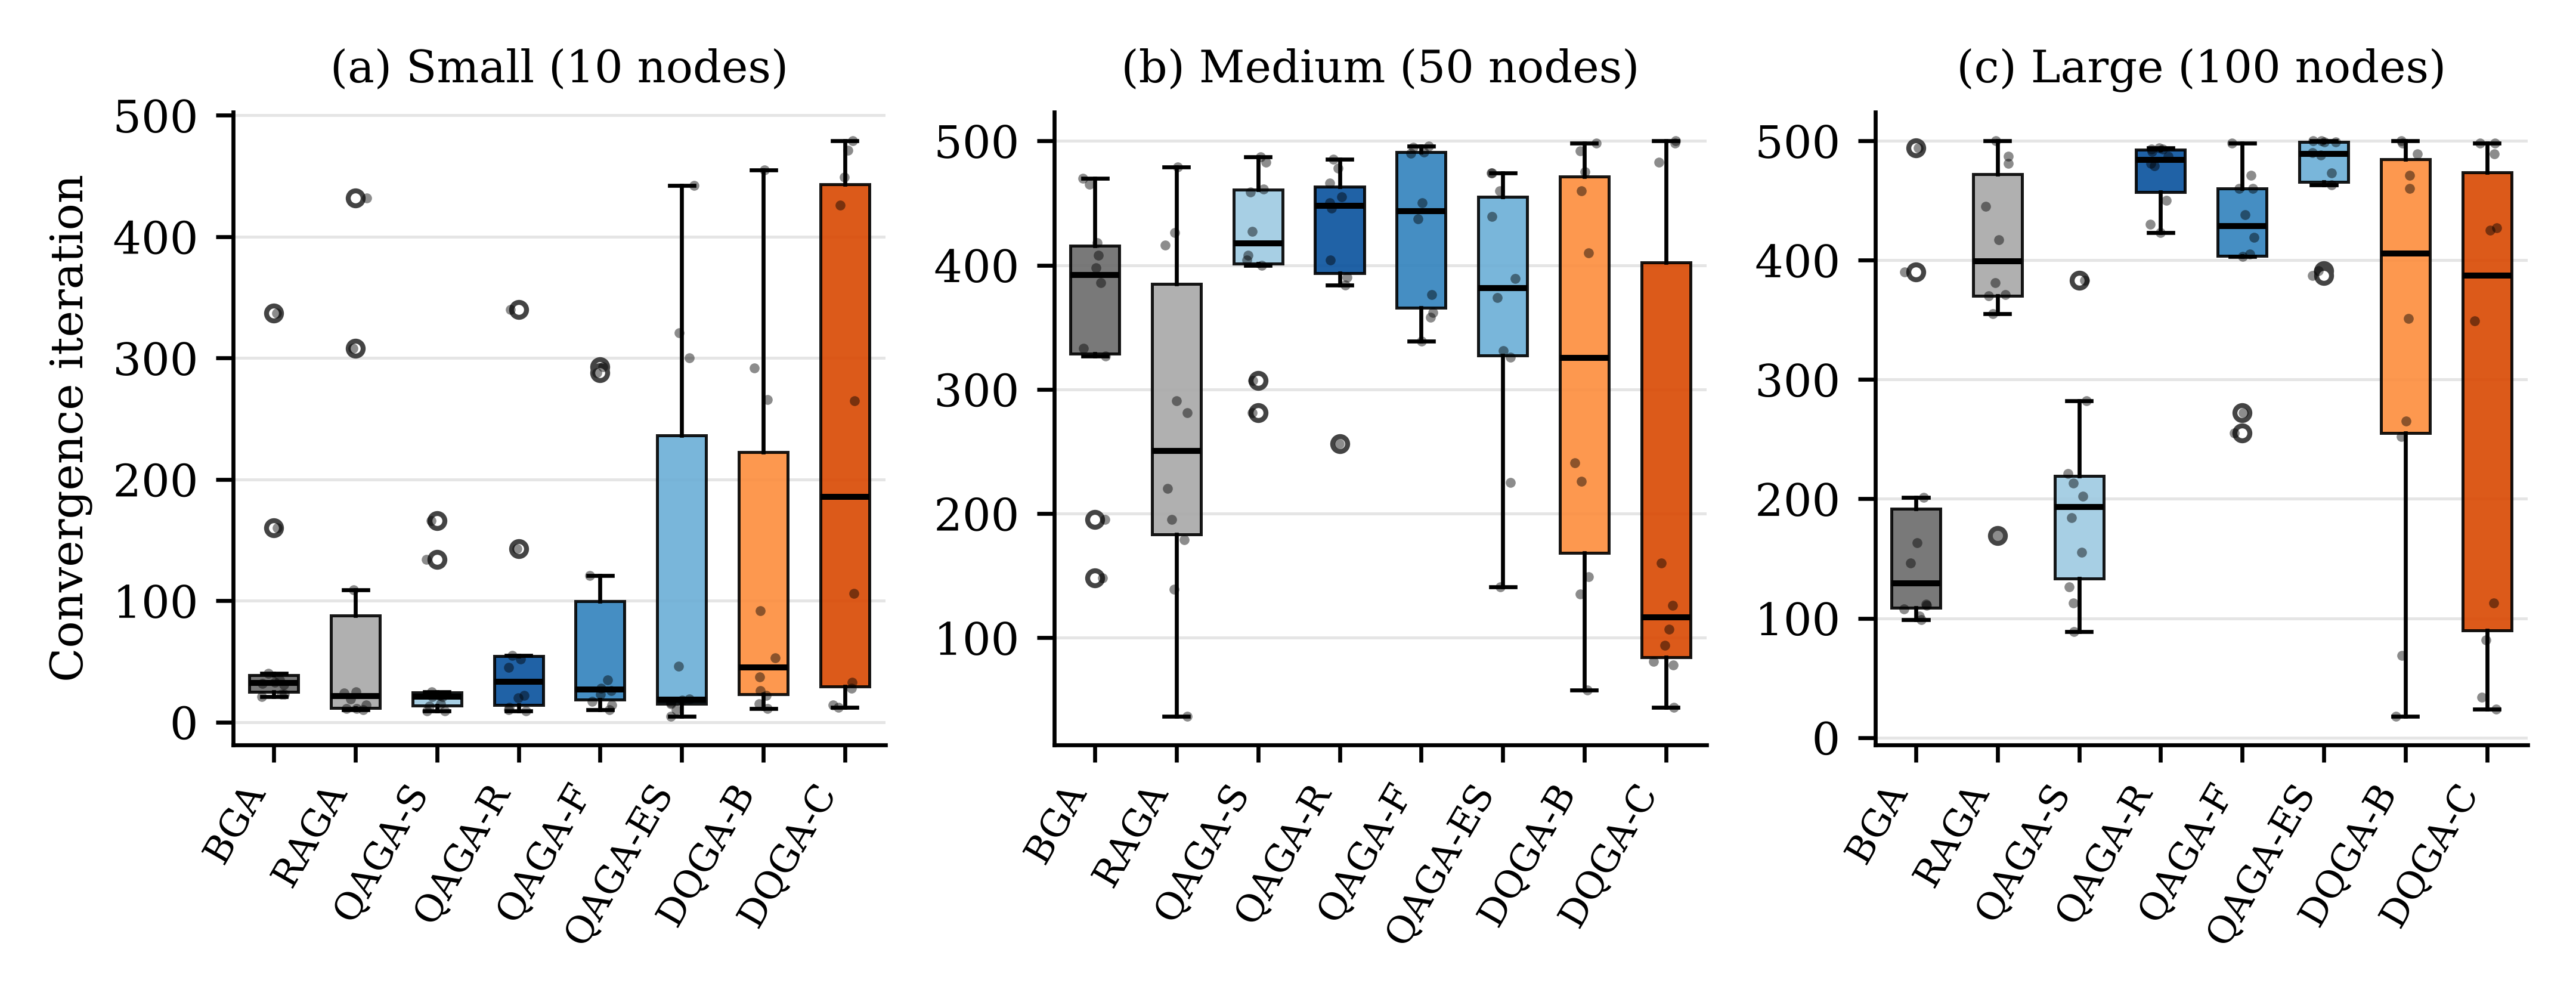 (a) Small (10 nodes)
(b) Medium (50 nodes)
(c) Large (100 nodes)
Convergence iteration
500
400
300
200
100
0
500
400
300
200
100
500
400
300
200
100
0
BGA
RAGA
QAGA-S
QAGA-R
QAGA-F
QAGA-ES
DQGA-B
DQGA-C
BGA
RAGA
QAGA-S
QAGA-R
QAGA-F
QAGA-ES
DQGA-B
DQGA-C
BGA
RAGA
QAGA-S
QAGA-R
QAGA-F
QAGA-ES
DQGA-B
DQGA-C